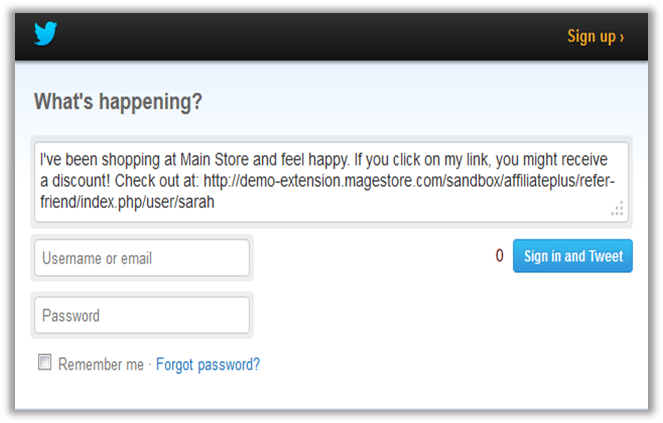 Sign up ›
What's happening?
I've been shopping at Main Store and feel happy. If you click on my link, you might receive
a discount! Check out at: http://demo-extension.magestore.com/sandbox/affiliateplus/refer-
friend/index.php/user/sarah
Username or email
0 Sign in and Tweet
Password
Remember me · Forgot password?